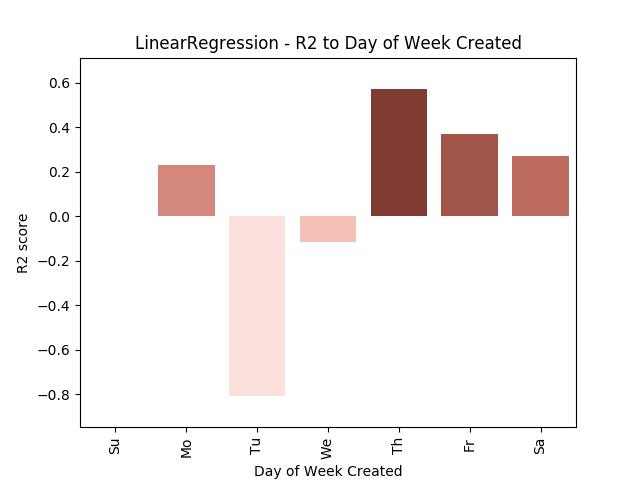 LinearRegression - R2 to Day of Week Created
R2 score
0.6
0.4
0.2
0.0
−0.2
−0.4
−0.6
−0.8
Su
Mo
Tu
We
Th
Fr
Sa
Day of Week Created